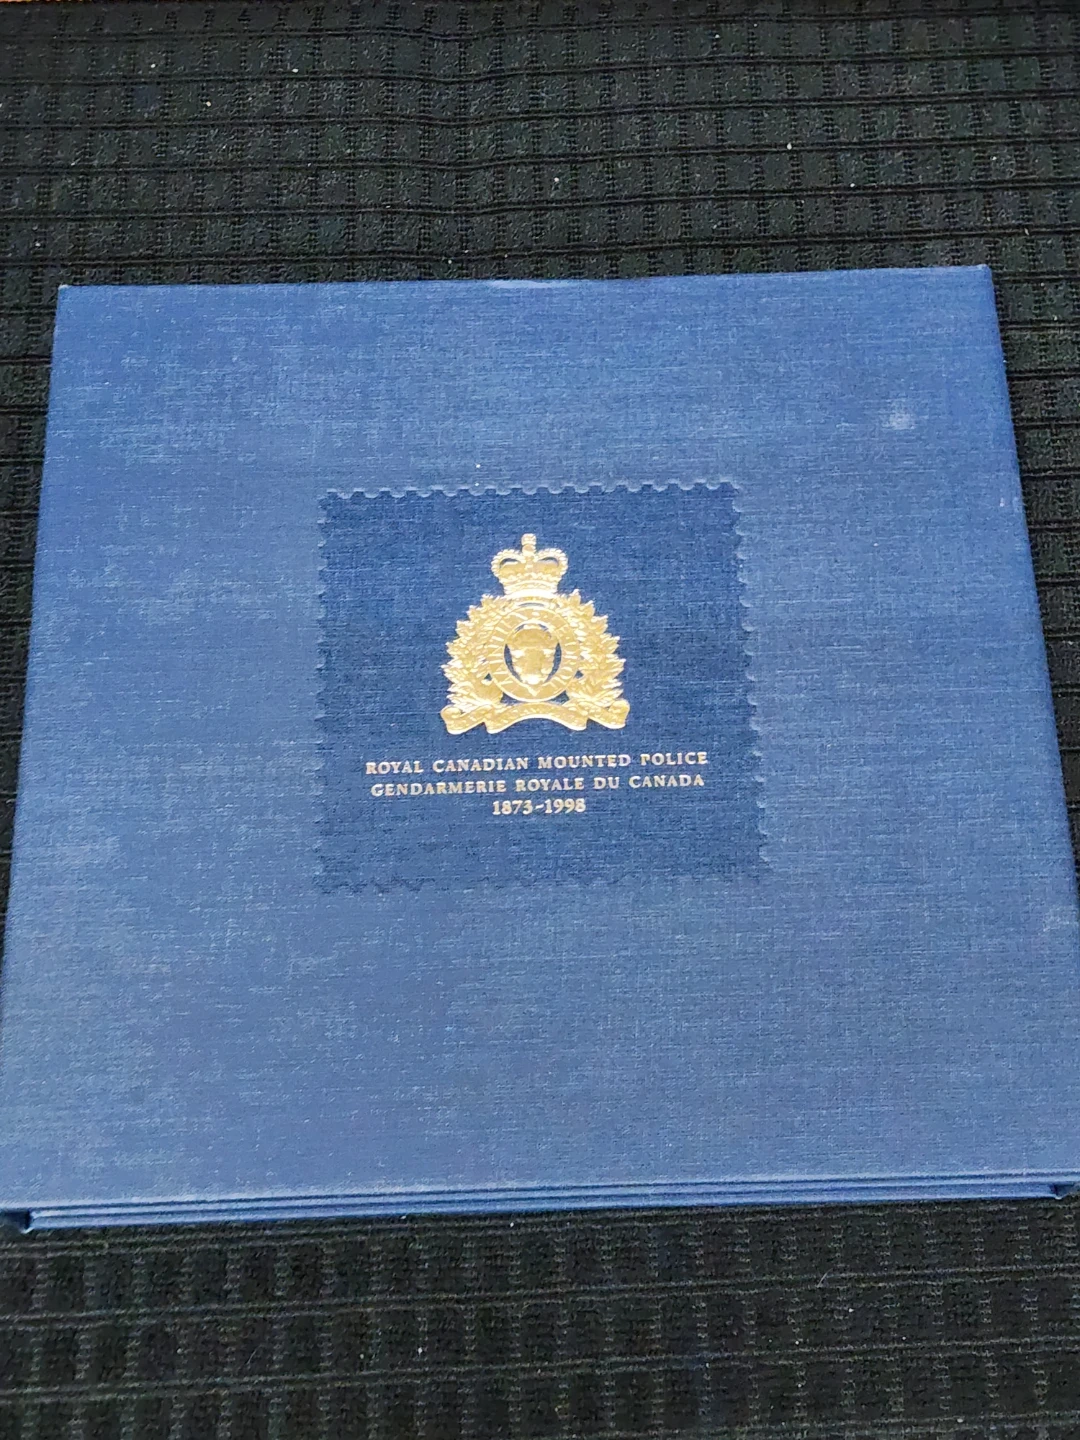 ROYAL CANADIAN MOUNTED POLICE
GENDARMERIE ROYALE DU CANADA
1873-1998